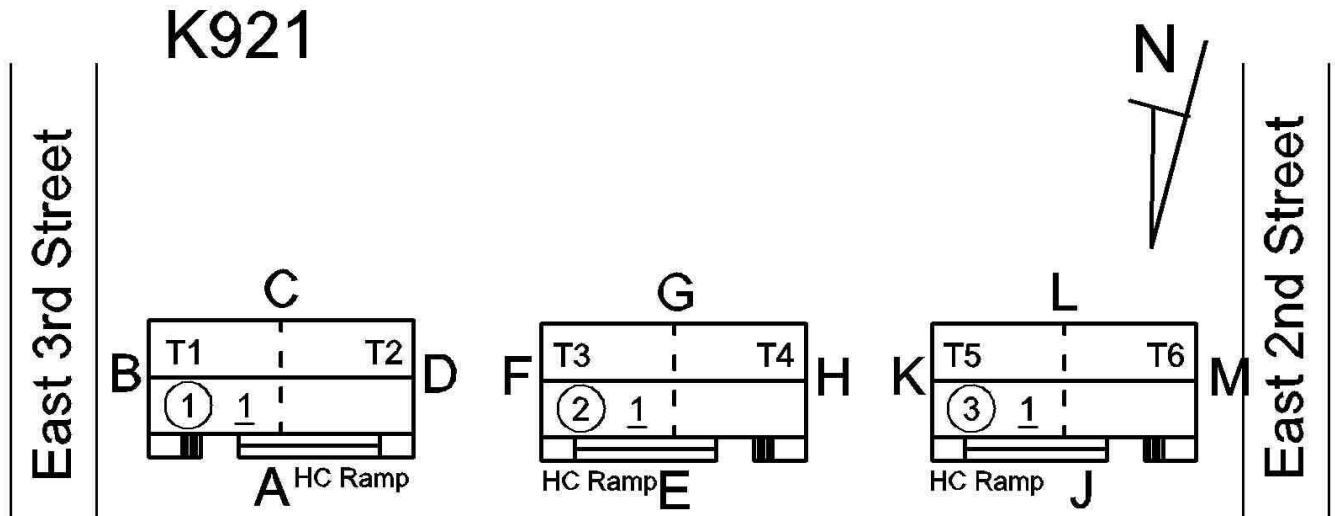 K921
N
East 3rd Street
East 2nd Street
C
G
L
T1 T2
T3 T4
T5 T6
B D F H K M
1 1
2 1
3 1
A HC Ramp
HC Ramp E
HC Ramp J